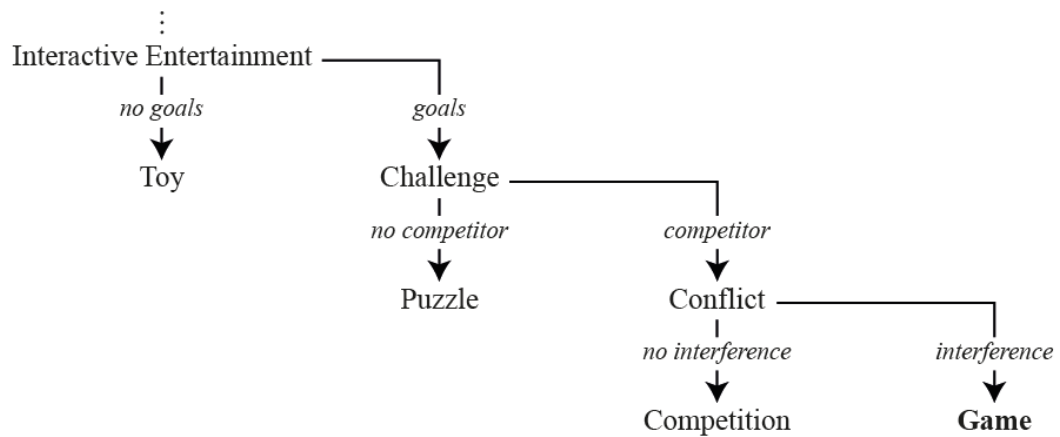 ⋮
Interactive Entertainment
no goals
goals
Toy
Challenge
no competitor
competitor
Puzzle
Conflict
no interference
interference
Competition
Game